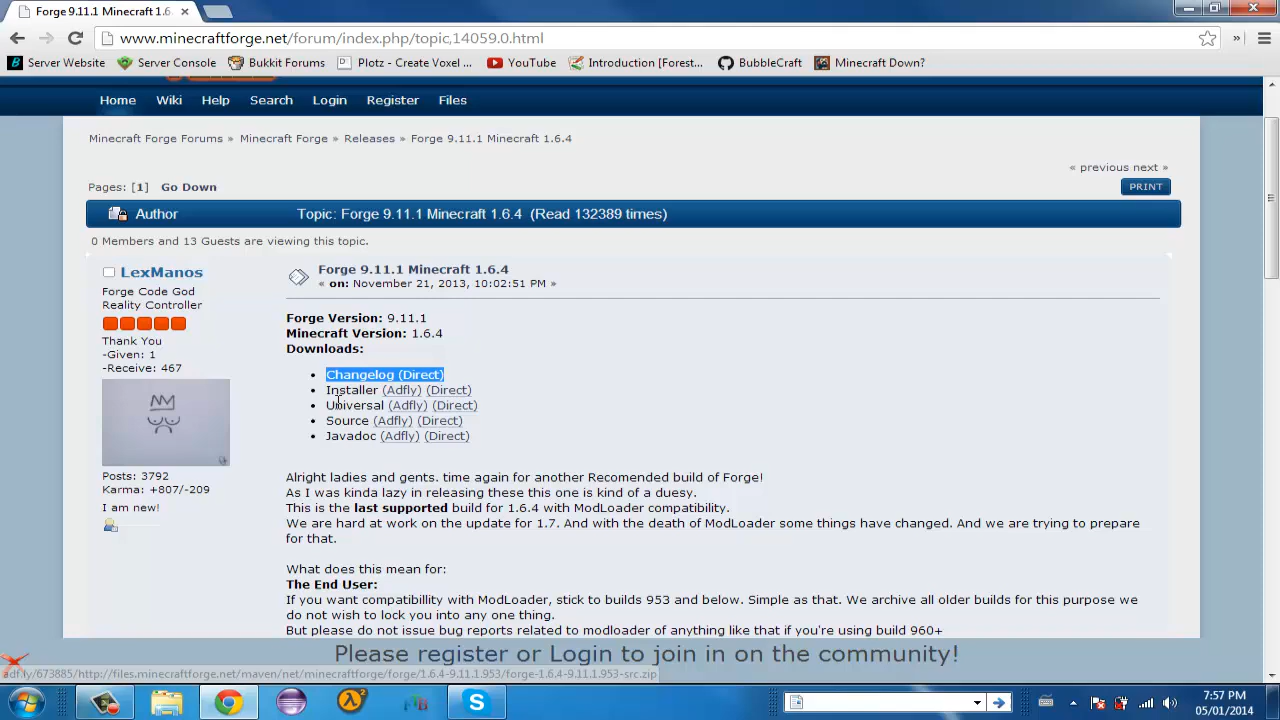 Forge 9.11.1 Minecraft 1.6
www.minecraftforge.net/forum/index.php/topic,14059.0.html
Server Website
Server Console
Bukkit Forums
Plotz - Create Voxel ...
YouTube
Introduction [Forest...
BubbleCraft
Minecraft Down?
»
Home Wiki Help Search Login Register Files
Minecraft Forge Forums » Minecraft Forge » Releases » Forge 9.11.1 Minecraft 1.6.4
« previous next »
Pages: [1] Go Down
PRINT
Author
Topic: Forge 9.11.1 Minecraft 1.6.4 (Read 132389 times)
0 Members and 13 Guests are viewing this topic.
LexManos
Forge Code God
Reality Controller
Thank You
-Given: 1
-Receive: 467
Posts: 3792
Karma: +807/-209
I am new!
Forge 9.11.1 Minecraft 1.6.4
« on: November 21, 2013, 10:02:51 PM »
Forge Version: 9.11.1
Minecraft Version: 1.6.4
Downloads:
• Changelog (Direct)
• Installer (Adfly) (Direct)
• Universal (Adfly) (Direct)
• Source (Adfly) (Direct)
• Javadoc (Adfly) (Direct)
Alright ladies and gents. time again for another Recomended build of Forge!
As I was kinda lazy in releasing these this one is kind of a duesy.
This is the last supported build for 1.6.4 with ModLoader compatibility.
We are hard at work on the update for 1.7. And with the death of ModLoader some things have changed. And we are trying to prepare
for that.
What does this mean for:
The End User:
If you want compatibillity with ModLoader, stick to builds 953 and below. Simple as that. We archive all older builds for this purpose we
do not wish to lock you into any one thing.
But please do not issue bug reports related to modloader of anything like that if you're using build 960+
Please register or Login to join in on the community!
adf.ly/673885/http://files.minecraftforge.net/maven/net/minecraftforge/forge/1.6.4-9.11.1.953/forge-1.6.4-9.11.1.953-src.zip
7:57 PM
05/01/2014